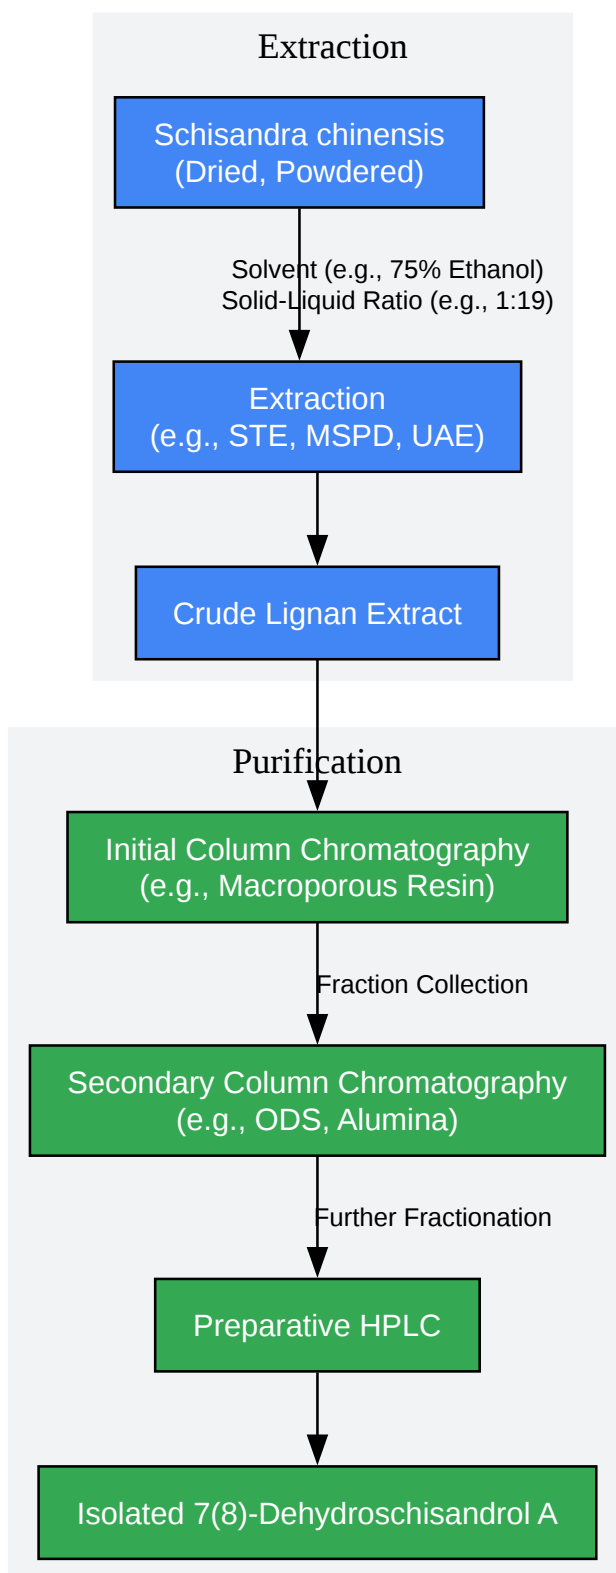 Extraction
Schisandra chinensis
(Dried, Powdered)
Solvent (e.g., 75% Ethanol)
Solid-Liquid Ratio (e.g., 1:19)
Extraction
(e.g., STE, MSPD, UAE)
Crude Lignan Extract
Purification
Initial Column Chromatography
(e.g., Macroporous Resin)
Fraction Collection
Secondary Column Chromatography
(e.g., ODS, Alumina)
Further Fractionation
Preparative HPLC
Isolated 7(8)-Dehydroschisandrol A